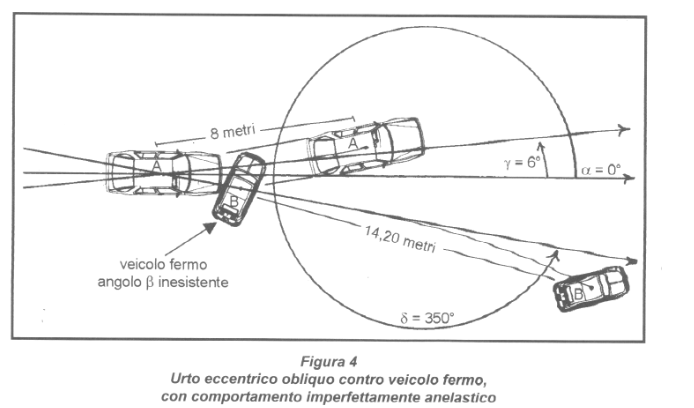 8 metri
A
A
γ = 6°
α = 0°
B
14,20 metri
veicolo fermo
angolo β inesistente
B
δ = 350°
Figura 4
Urto eccentrico obliquo contro veicolo fermo,
con comportamento imperfettamente anelastico